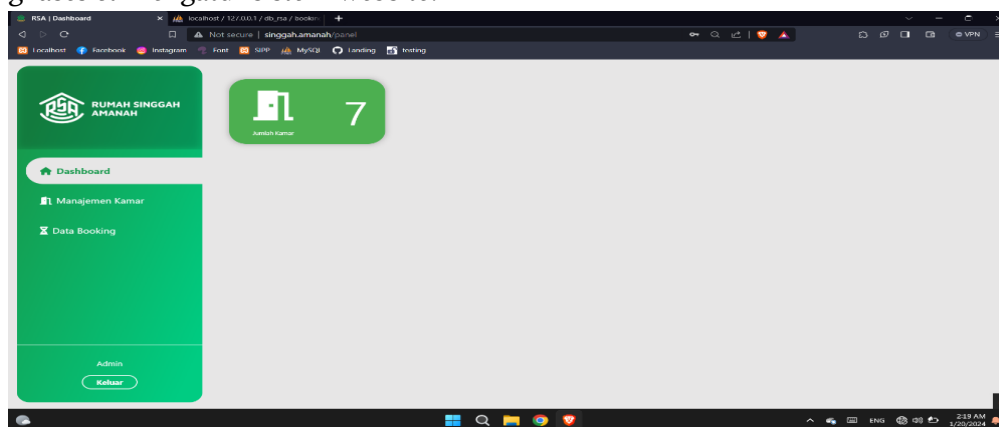 RSA | Dashboard
localhost / 127.0.0.1 / db_rsa /
Not secure | singgah.amanah/panel
VPN
Localhost Facebook Instagram Font SIPP MySQl Landing testing
RSA
RUMAH SINGGAH
AMANAH
7
Jumlah Kamar
Dashboard
Manajemen Kamar
Data Booking
Admin
Keluar
ENG
2:19 AM
1/20/2024